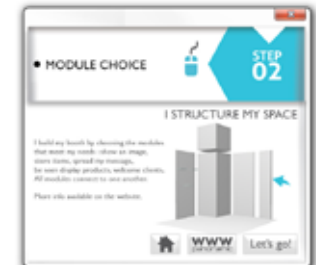 • MODULE CHOICE
STEP
02
I STRUCTURE MY SPACE
I build my booth by choosing the modules
that meet my needs: show an image,
store items, spread my message,
be seen display products, welcome clients,
All modules connect to one another.
More info available on the website.
WWW
Let's go!